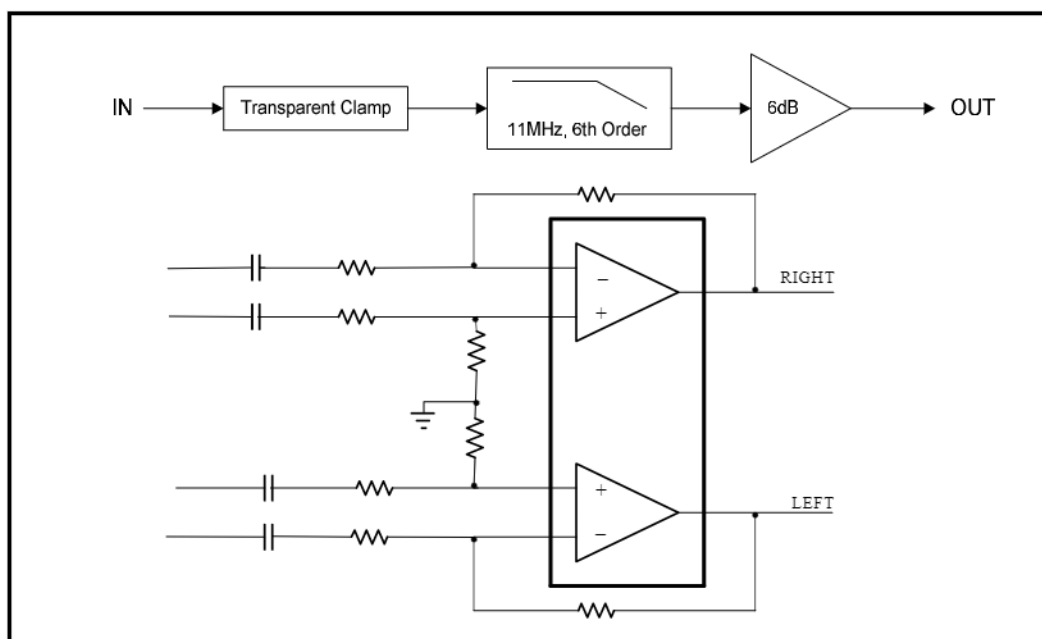 IN
Transparent Clamp
11MHz, 6th Order
6dB
OUT
−
+
RIGHT
+
−
LEFT